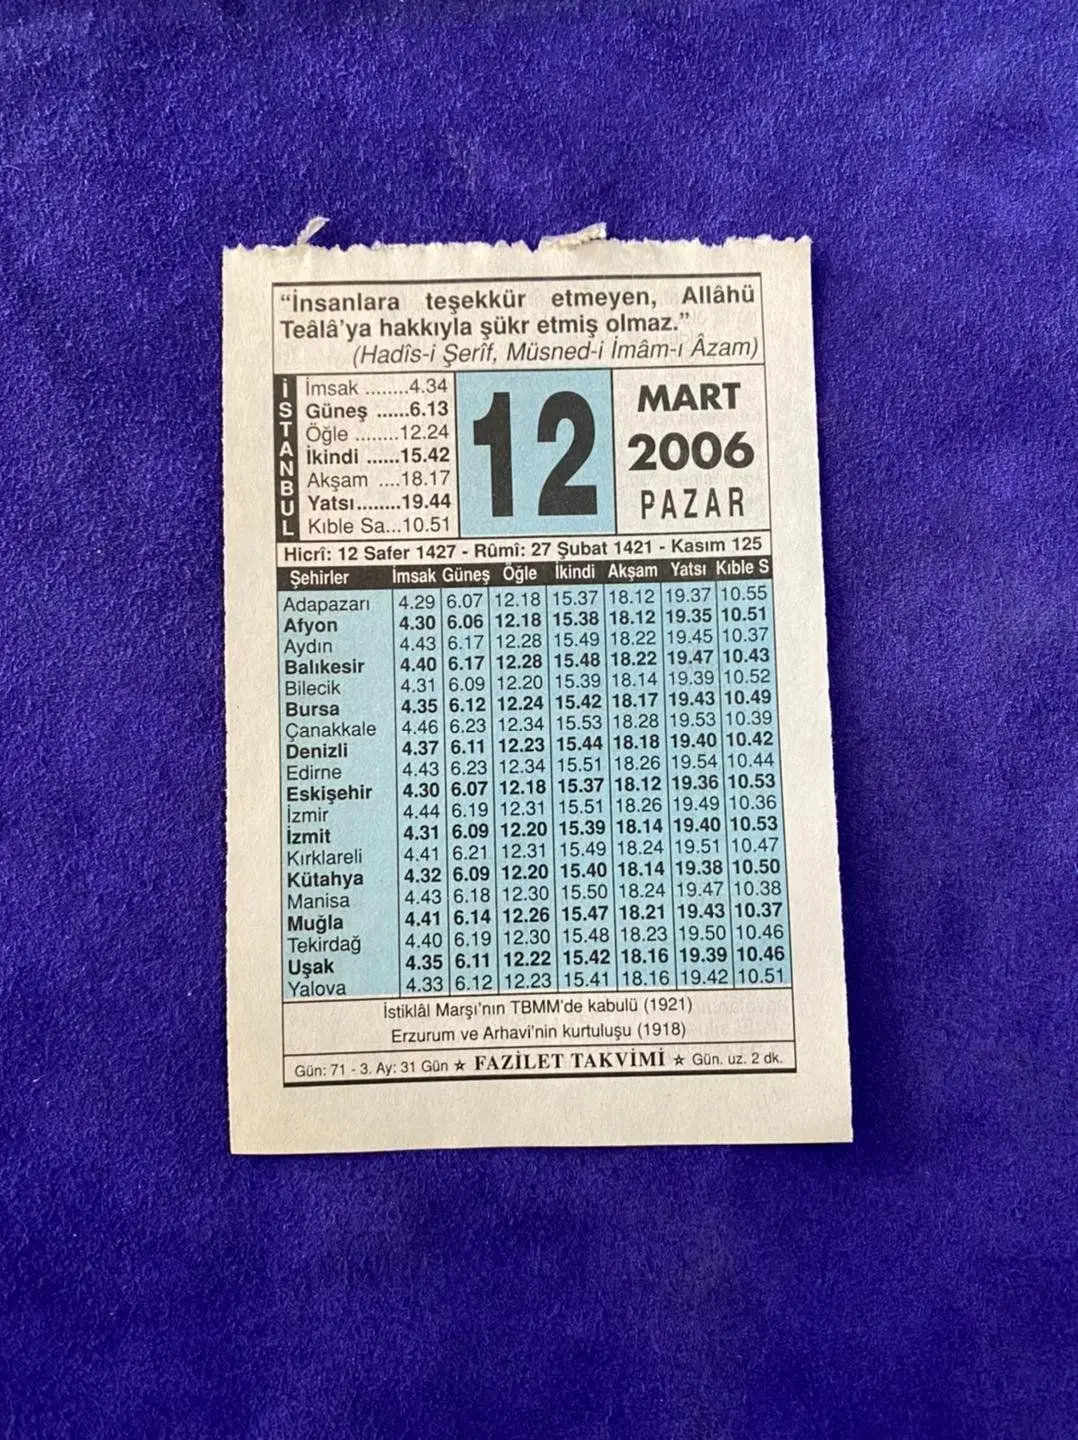 “İnsanlara teşekkür etmeyen, Allâhü
Teâlâ’ya hakkıyla şükr etmiş olmaz.”
(Hadîs-i Şerîf, Müsned-i İmâm-ı Âzam)
İSTANBUL
İmsak ........4.34
Güneş ......6.13
Öğle ........12.24
İkindi ......15.42
Akşam ....18.17
Yatsı........19.44
Kıble Sa...10.51
12
MART
2006
PAZAR
Hicrî: 12 Safer 1427 - Rûmî: 27 Şubat 1421 - Kasım 125
Şehirler İmsak Güneş Öğle İkindi Akşam Yatsı Kıble S
Adapazarı 4.29 6.07 12.18 15.37 18.12 19.37 10.55
Afyon 4.30 6.06 12.18 15.38 18.12 19.35 10.51
Aydın 4.43 6.17 12.28 15.49 18.22 19.45 10.37
Balıkesir 4.40 6.17 12.28 15.48 18.22 19.47 10.43
Bilecik 4.31 6.09 12.20 15.39 18.14 19.39 10.52
Bursa 4.35 6.12 12.24 15.42 18.17 19.43 10.49
Çanakkale 4.46 6.23 12.34 15.53 18.28 19.53 10.39
Denizli 4.37 6.11 12.23 15.44 18.18 19.40 10.42
Edirne 4.43 6.23 12.34 15.51 18.26 19.54 10.44
Eskişehir 4.30 6.07 12.18 15.37 18.12 19.36 10.53
İzmir 4.44 6.19 12.31 15.51 18.26 19.49 10.36
İzmit 4.31 6.09 12.20 15.39 18.14 19.40 10.53
Kırklareli 4.41 6.21 12.31 15.49 18.24 19.51 10.47
Kütahya 4.32 6.09 12.20 15.40 18.14 19.38 10.50
Manisa 4.43 6.18 12.30 15.50 18.24 19.47 10.38
Muğla 4.41 6.14 12.26 15.47 18.21 19.43 10.37
Tekirdağ 4.40 6.19 12.30 15.48 18.23 19.50 10.46
Uşak 4.35 6.11 12.22 15.42 18.16 19.39 10.46
Yalova 4.33 6.12 12.23 15.41 18.16 19.42 10.51
İstiklâl Marşı’nın TBMM’de kabulü (1921)
Erzurum ve Arhavi’nin kurtuluşu (1918)
Gün: 71 - 3. Ay: 31 Gün ★ FAZİLET TAKVİMİ ★ Gün. uz. 2 dk.